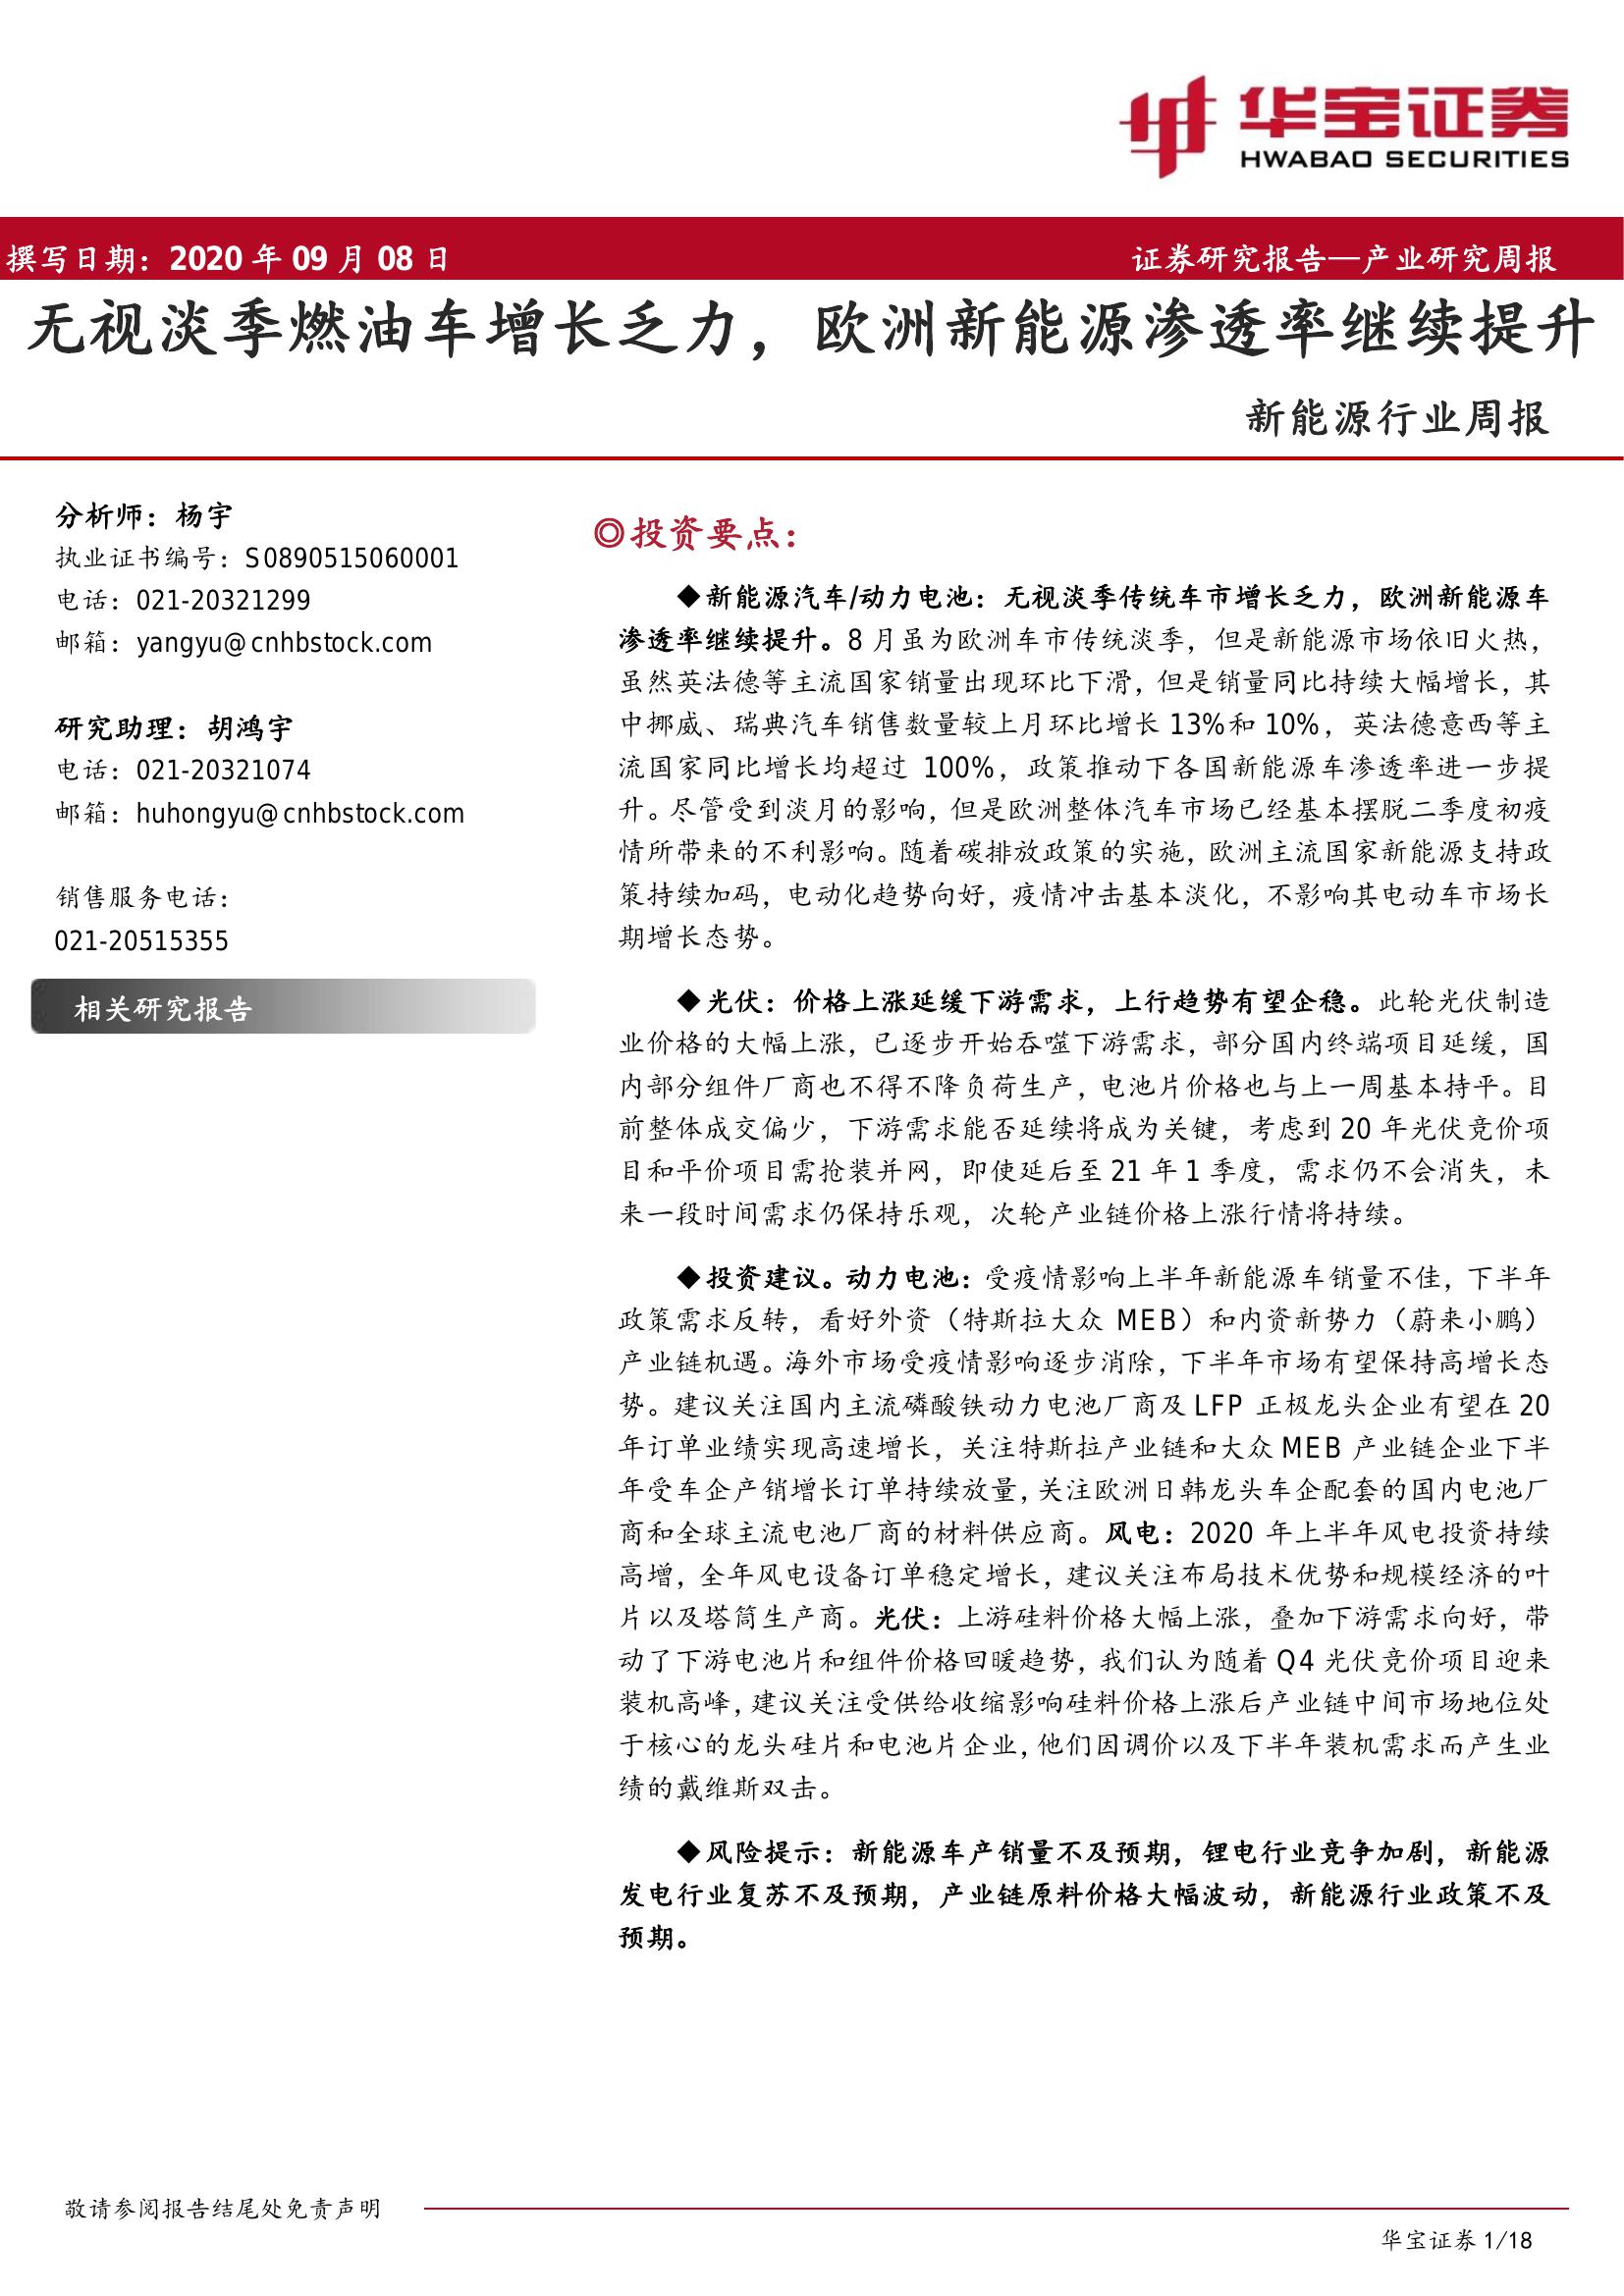 华宝证券
HWABAO SECURITIES
撰写日期：2020 年 09 月 08 日
证券研究报告—产业研究周报
无视淡季燃油车增长乏力，欧洲新能源渗透率继续提升
新能源行业周报
分析师：杨宇
执业证书编号：S0890515060001
电话：021-20321299
邮箱：yangyu@cnhbstock.com
研究助理：胡鸿宇
电话：021-20321074
邮箱：huhongyu@cnhbstock.com
销售服务电话：
021-20515355
相关研究报告
◎投资要点：
◆新能源汽车/动力电池：无视淡季传统车市增长乏力，欧洲新能源车
渗透率继续提升。8 月虽为欧洲车市传统淡季，但是新能源市场依旧火热，
虽然英法德等主流国家销量出现环比下滑，但是销量同比持续大幅增长，其
中挪威、瑞典汽车销售数量较上月环比增长 13%和 10%，英法德意西等主
流国家同比增长均超过 100%，政策推动下各国新能源车渗透率进一步提
升。尽管受到淡月的影响，但是欧洲整体汽车市场已经基本摆脱二季度初疫
情所带来的不利影响。随着碳排放政策的实施，欧洲主流国家新能源支持政
策持续加码，电动化趋势向好，疫情冲击基本淡化，不影响其电动车市场长
期增长态势。
◆光伏：价格上涨延缓下游需求，上行趋势有望企稳。此轮光伏制造
业价格的大幅上涨，已逐步开始吞噬下游需求，部分国内终端项目延缓，国
内部分组件厂商也不得不降负荷生产，电池片价格也与上一周基本持平。目
前整体成交偏少，下游需求能否延续将成为关键，考虑到 20 年光伏竞价项
目和平价项目需抢装并网，即使延后至 21 年 1 季度，需求仍不会消失，未
来一段时间需求仍保持乐观，次轮产业链价格上涨行情将持续。
◆投资建议。动力电池：受疫情影响上半年新能源车销量不佳，下半年
政策需求反转，看好外资（特斯拉大众 MEB）和内资新势力（蔚来小鹏）
产业链机遇。海外市场受疫情影响逐步消除，下半年市场有望保持高增长态
势。建议关注国内主流磷酸铁动力电池厂商及 LFP 正极龙头企业有望在 20
年订单业绩实现高速增长，关注特斯拉产业链和大众 MEB 产业链企业下半
年受车企产销增长订单持续放量，关注欧洲日韩龙头车企配套的国内电池厂
商和全球主流电池厂商的材料供应商。风电：2020 年上半年风电投资持续
高增，全年风电设备订单稳定增长，建议关注布局技术优势和规模经济的叶
片以及塔筒生产商。光伏：上游硅料价格大幅上涨，叠加下游需求向好，带
动了下游电池片和组件价格回暖趋势，我们认为随着 Q4 光伏竞价项目迎来
装机高峰，建议关注受供给收缩影响硅料价格上涨后产业链中间市场地位处
于核心的龙头硅片和电池片企业，他们因调价以及下半年装机需求而产生业
绩的戴维斯双击。
◆风险提示：新能源车产销量不及预期，锂电行业竞争加剧，新能源
发电行业复苏不及预期，产业链原料价格大幅波动，新能源行业政策不及
预期。
敬请参阅报告结尾处免责声明
华宝证券 1/18